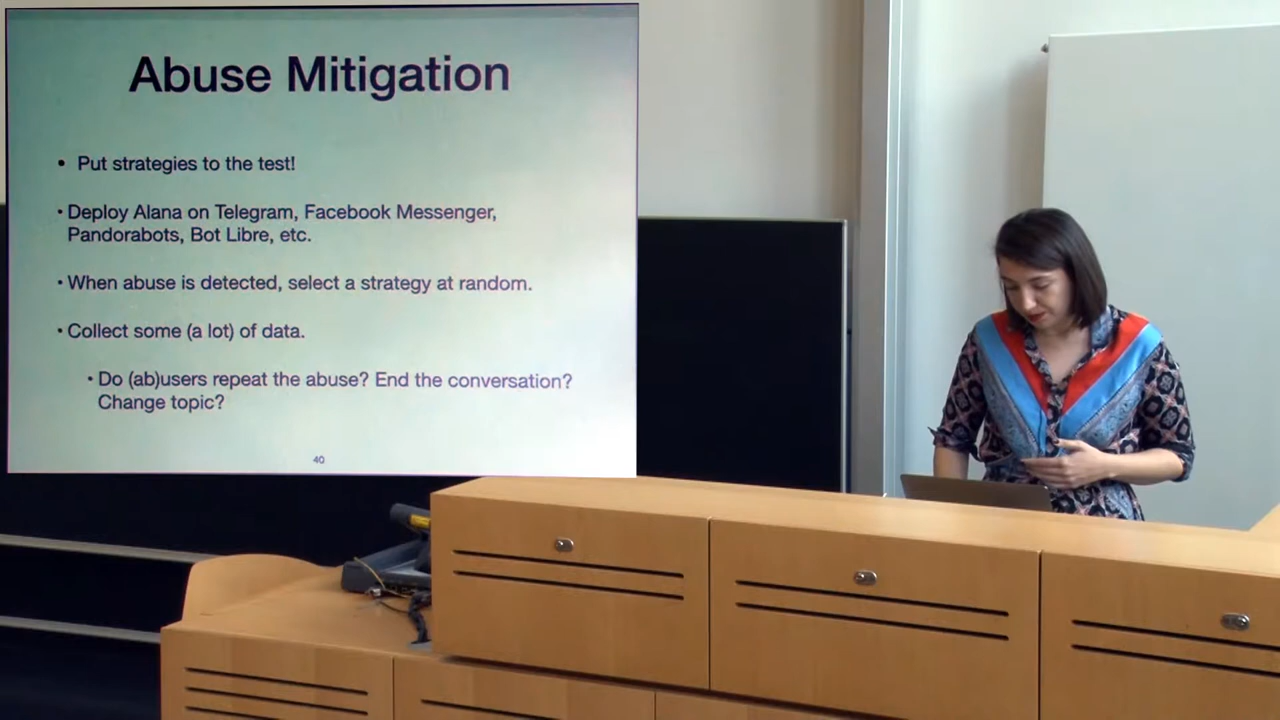 Abuse Mitigation
• Put strategies to the test!
• Deploy Alana on Telegram, Facebook Messenger,
Pandorabots, Bot Libre, etc.
• When abuse is detected, select a strategy at random.
• Collect some (a lot) of data.
• Do (ab)users repeat the abuse? End the conversation?
Change topic?
40